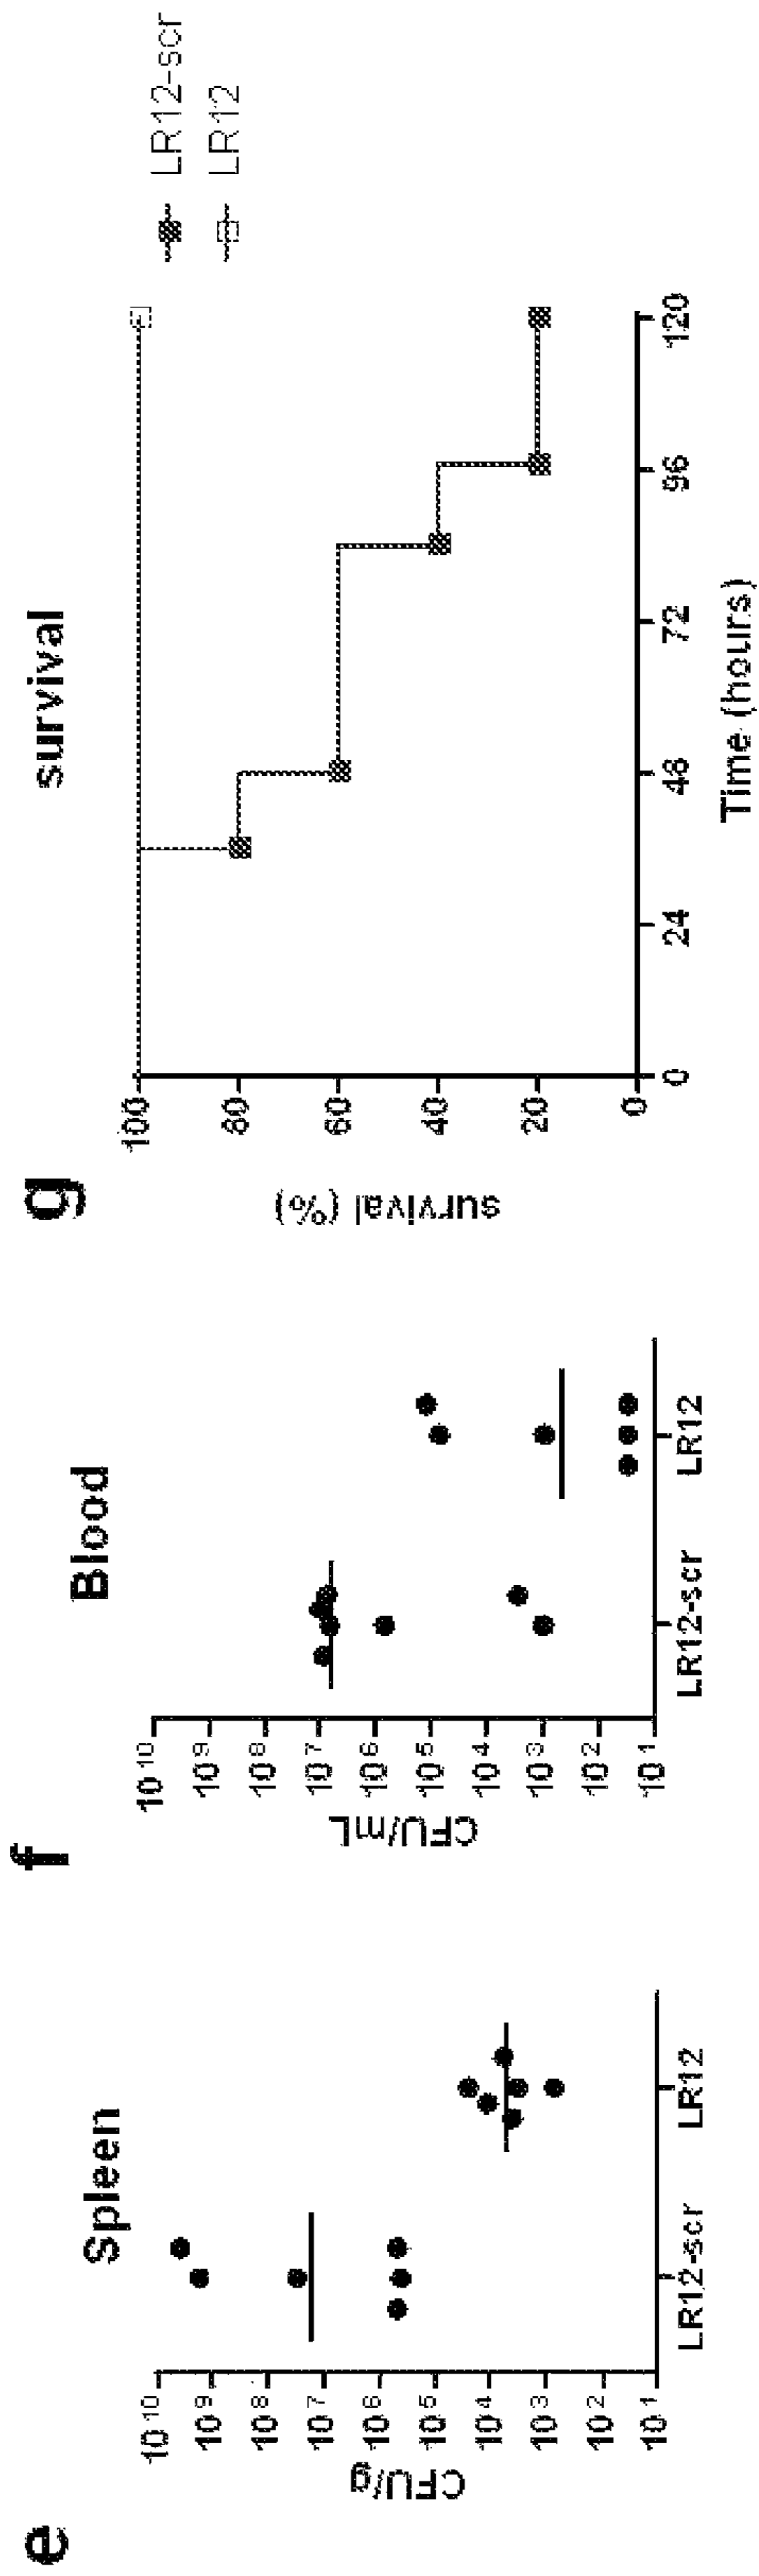 e
Spleen
CFU/g
10^10
10^9
10^8
10^7
10^6
10^5
10^4
10^3
10^2
10^1
LR12-scr
LR12
f
Blood
CFU/mL
10^10
10^9
10^8
10^7
10^6
10^5
10^4
10^3
10^2
10^1
LR12-scr
LR12
g
survival
survival (%)
100
80
60
40
20
0
0
24
48
72
96
120
Time (hours)
LR12-scr
LR12